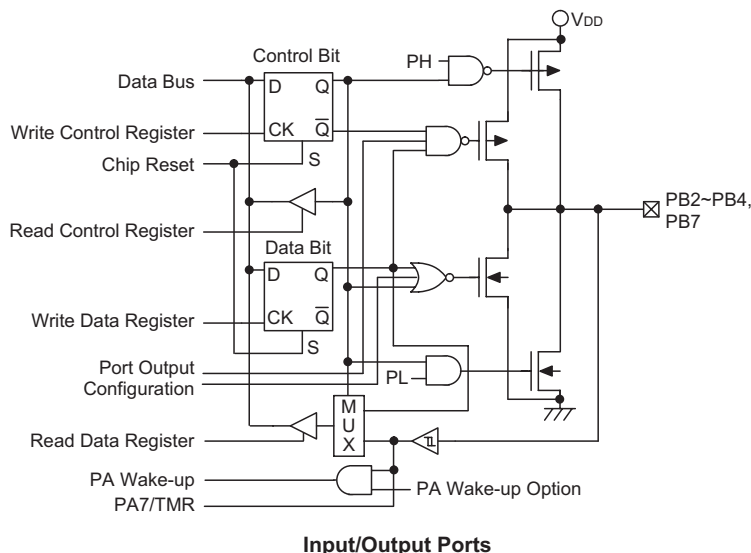 VDD
Control Bit
PH
Data Bus
D Q
Write Control Register
CK Q
Chip Reset
S
PB2~PB4,
PB7
Read Control Register
Data Bit
D Q
Write Data Register
CK Q
S
Port Output
Configuration
PL
M
U
X
Read Data Register
PA Wake-up
PA Wake-up Option
PA7/TMR
Input/Output Ports